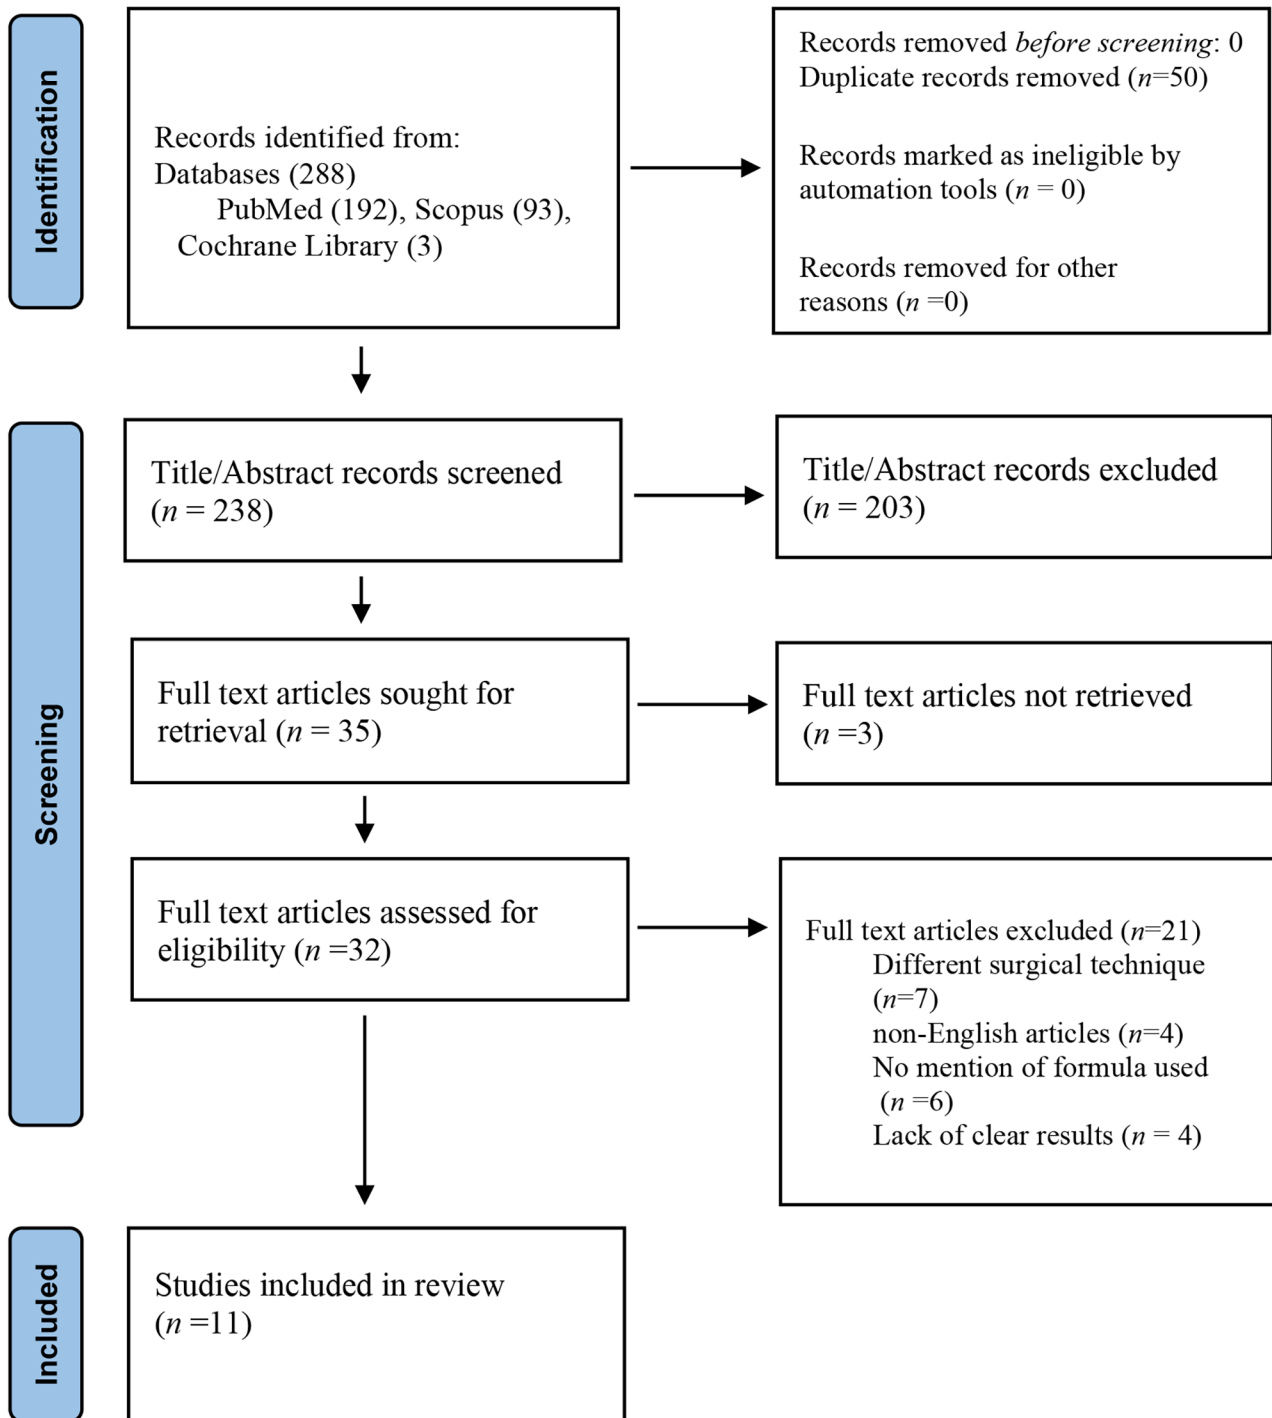 Identification
Records identified from:
Databases (288)
PubMed (192), Scopus (93),
Cochrane Library (3)
Records removed before screening: 0
Duplicate records removed (n=50)
Records marked as ineligible by
automation tools (n = 0)
Records removed for other
reasons (n =0)
Screening
Title/Abstract records screened
(n = 238)
Title/Abstract records excluded
(n = 203)
Full text articles sought for
retrieval (n = 35)
Full text articles not retrieved
(n =3)
Full text articles assessed for
eligibility (n =32)
Full text articles excluded (n=21)
Different surgical technique
(n=7)
non-English articles (n=4)
No mention of formula used
(n =6)
Lack of clear results (n = 4)
Included
Studies included in review
(n =11)